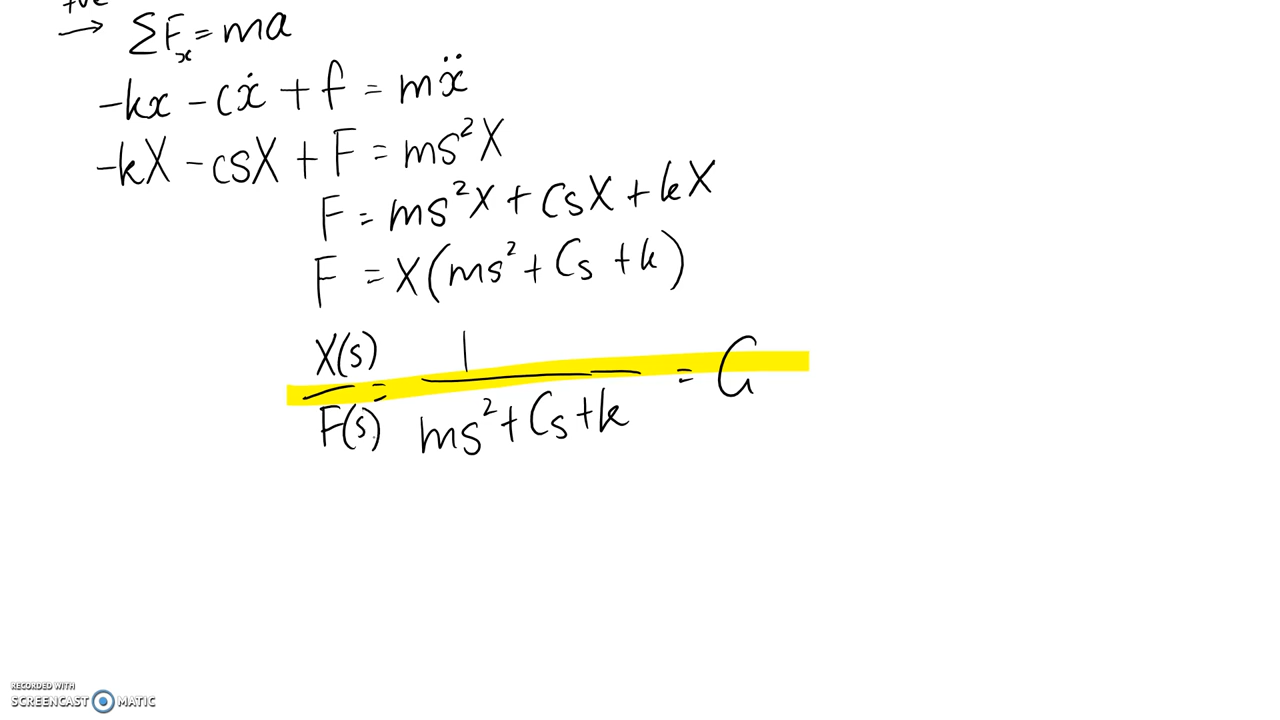 +ve
→ ΣFₓ = ma
-kx - cẋ + f = mẍ
-kX - csX + F = ms²X
F = ms²X + CsX + kX
F = X(ms² + Cs + k)
X(s) / F(s) = 1 / ms² + Cs + k = G
RECORDED WITH
SCREENCAST MATIC